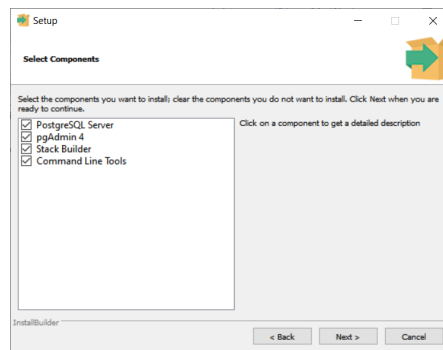 Setup
Select Components
Select the components you want to install; clear the components you do not want to install. Click Next when you are
ready to continue.
PostgreSQL Server
pgAdmin 4
Stack Builder
Command Line Tools
Click on a component to get a detailed description
InstallBuilder
< Back
Next >
Cancel